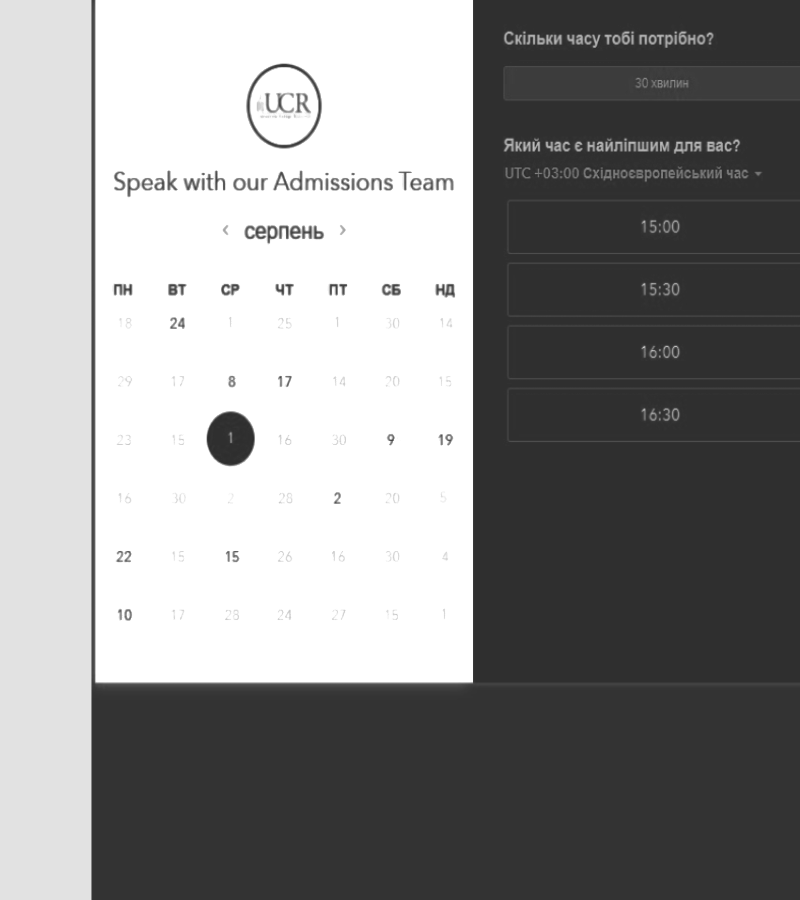 UCR
Speak with our Admissions Team
‹ серпень ›
ПН ВТ СР ЧТ ПТ СБ НД
18 24 1 25 1 30 14
29 17 8 17 14 20 15
23 15 1 16 30 9 19
16 30 2 28 2 20 5
22 15 15 26 16 30 4
10 17 28 24 27 15 1
Скільки часу тобі потрібно?
30 хвилин
Який час є найліпшим для вас?
UTC +03:00 Східноєвропейський час
15:00
15:30
16:00
16:30